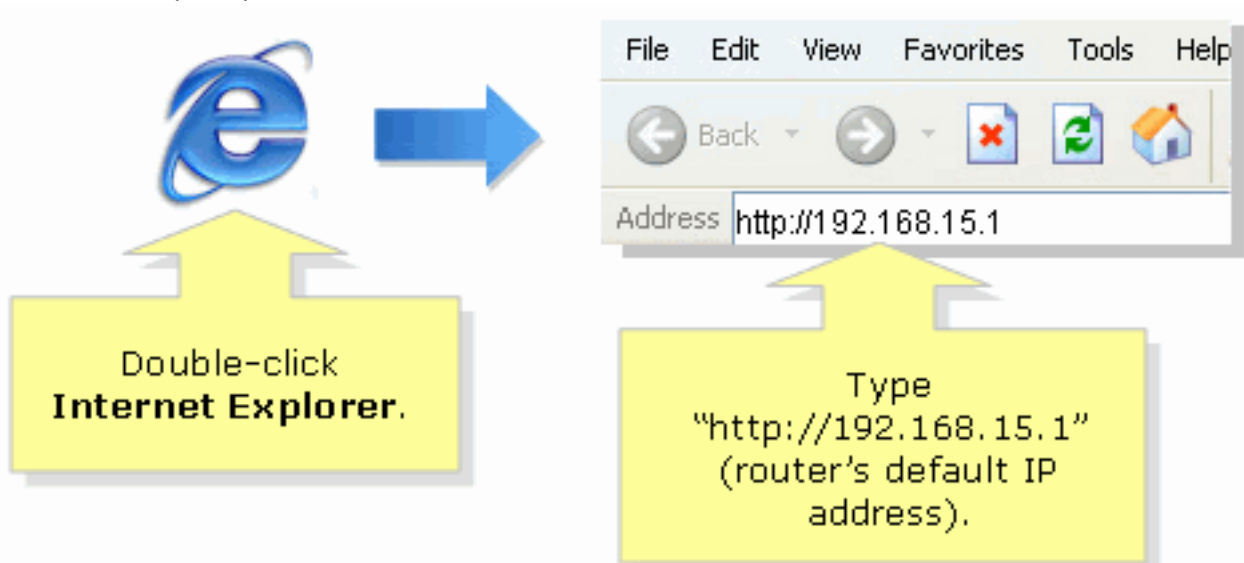 File Edit View Favorites Tools Help
Back
Address http://192.168.15.1
Double-click
Internet Explorer.
Type
“http://192.168.15.1”
(router’s default IP
address).